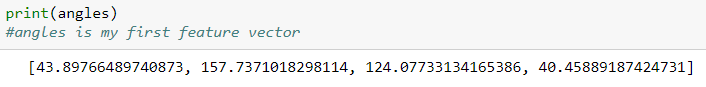 print(angles)
#angles is my first feature vector
[43.89766489740873, 157.7371018298114, 124.07733134165386, 40.45889187424731]